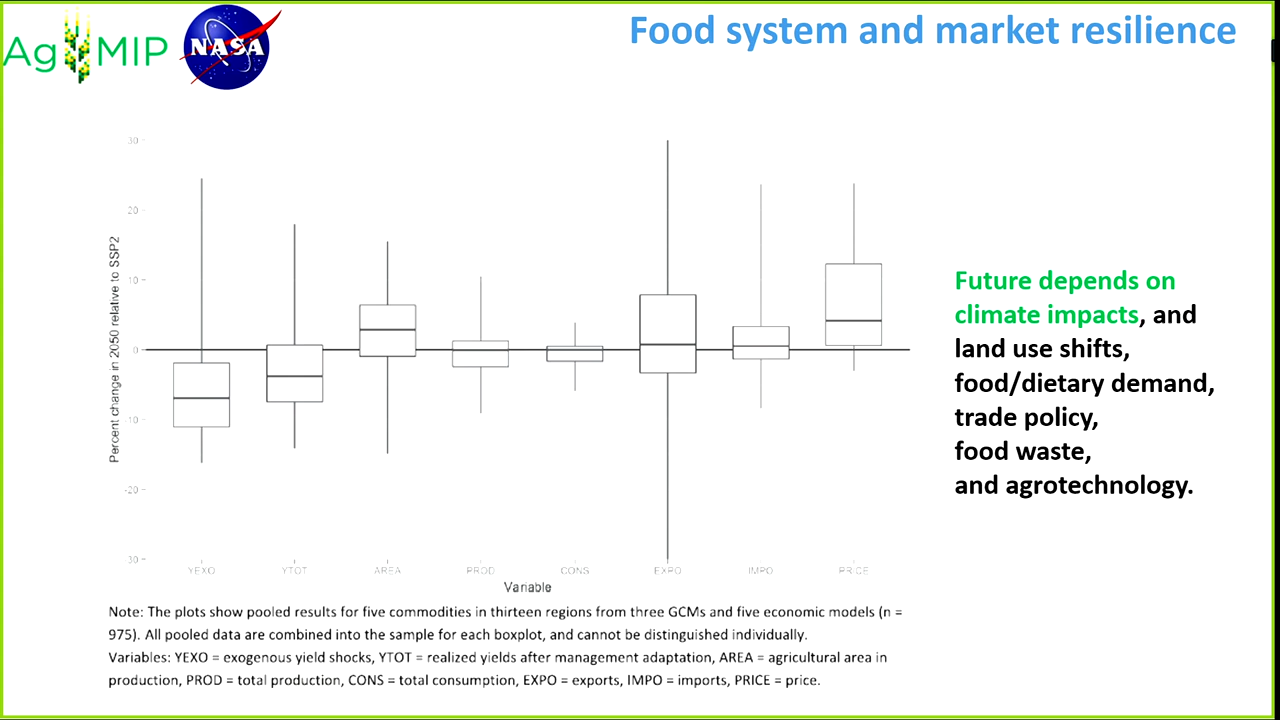 AgMIP
NASA
Food system and market resilience
30
20
10
0
-10
-20
30
Percent change in 2050 relative to SSP2
YEXO
YTOT
AREA
PROD
CONS
EXPO
IMPO
PRICE
Variable
Future depends on
climate impacts, and
land use shifts,
food/dietary demand,
trade policy,
food waste,
and agrotechnology.
Note: The plots show pooled results for five commodities in thirteen regions from three GCMs and five economic models (n =
975). All pooled data are combined into the sample for each boxplot, and cannot be distinguished individually.
Variables: YEXO = exogenous yield shocks, YTOT = realized yields after management adaptation, AREA = agricultural area in
production, PROD = total production, CONS = total consumption, EXPO = exports, IMPO = imports, PRICE = price.